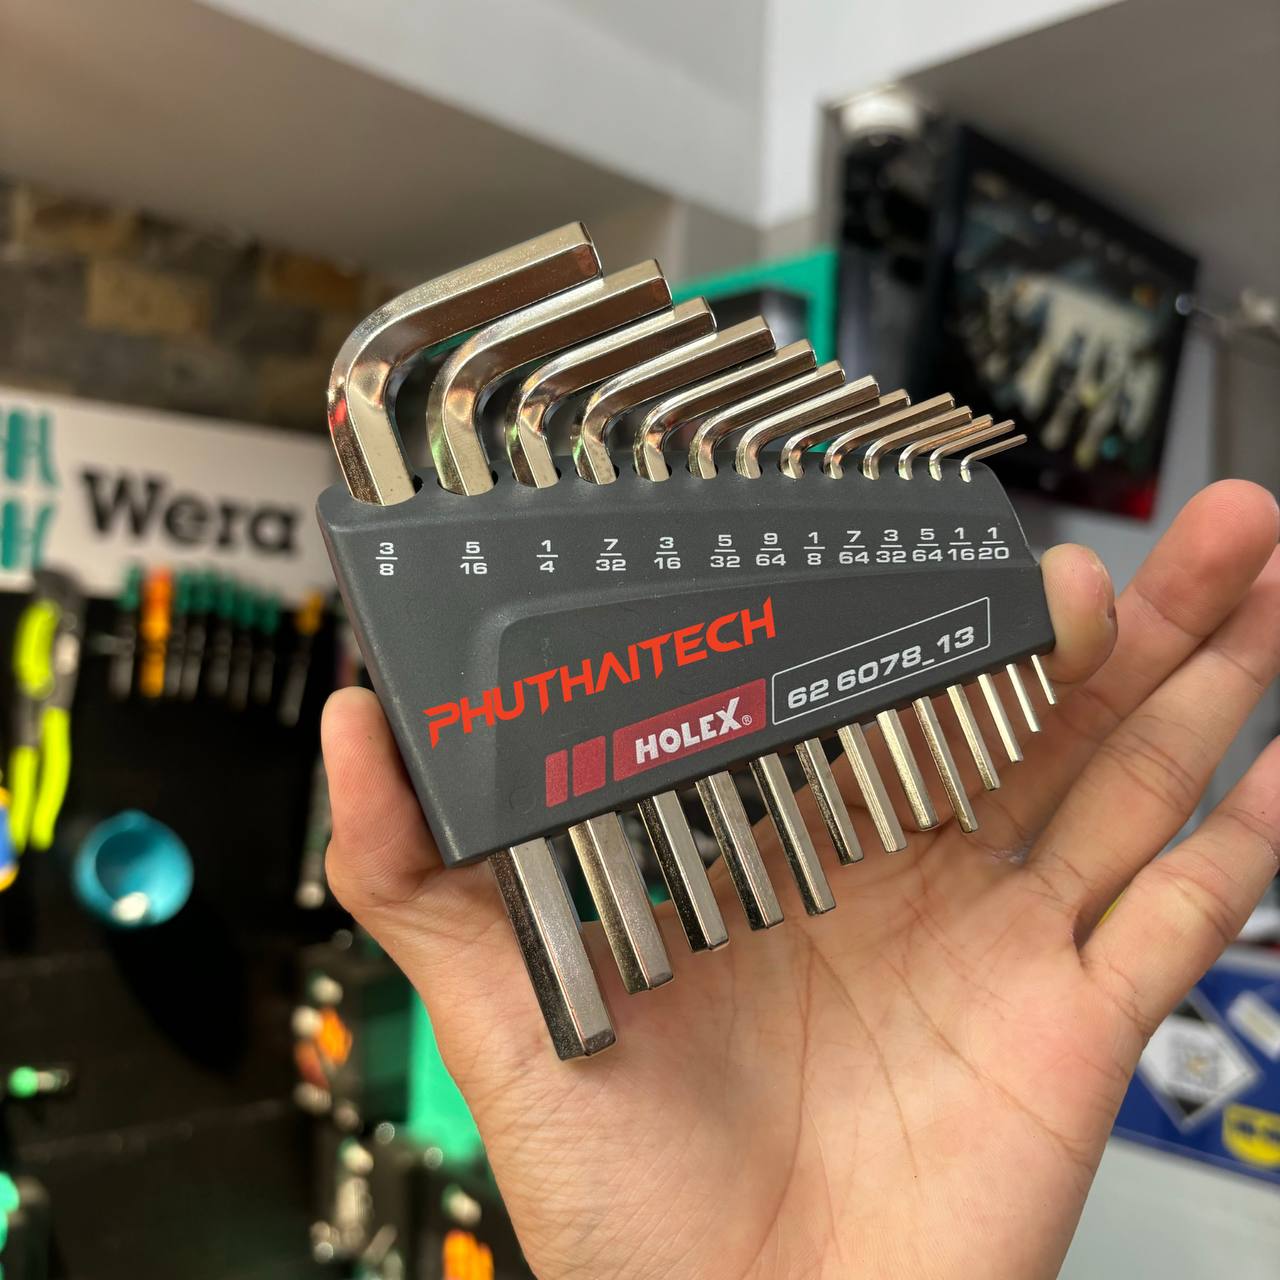 Wera
3/8 5/16 1/4 7/32 3/16 5/32 9/64 1/8 7/64 3/32 5/64 1/16 1/20
PHUTHAITECH
HOLEX® 62 6078_13